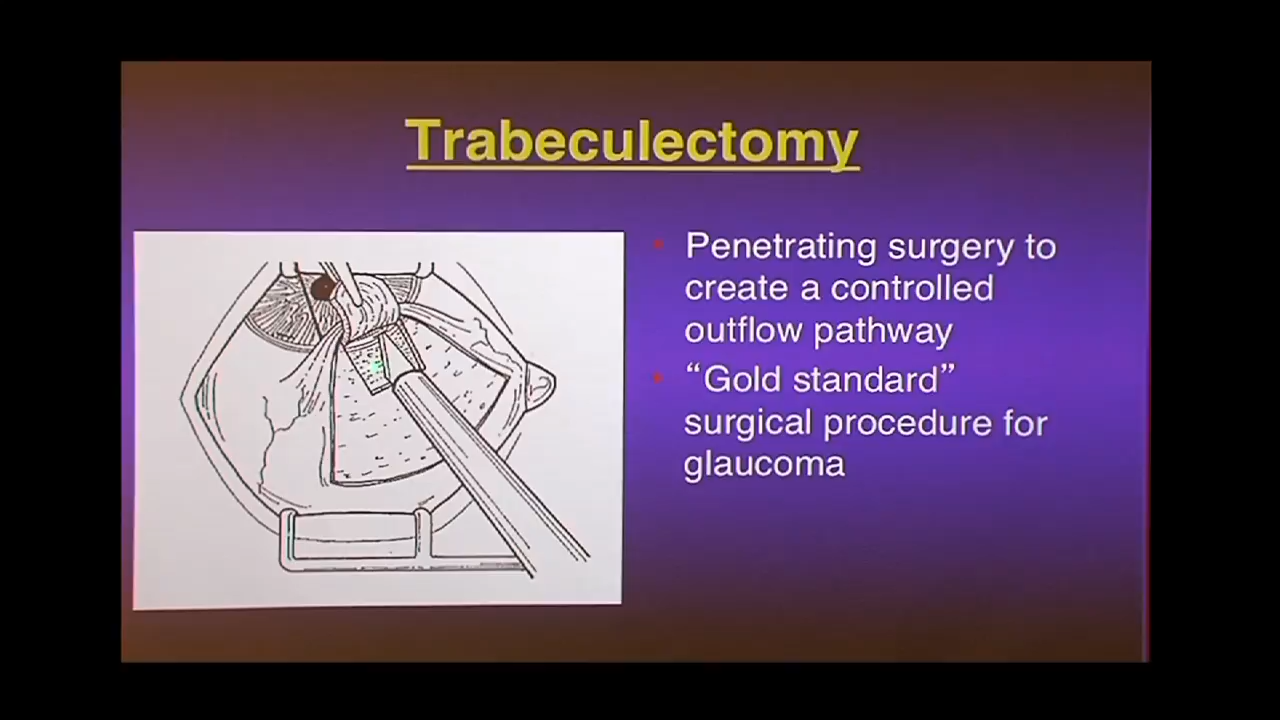 Trabeculectomy
• Penetrating surgery to
create a controlled
outflow pathway
• “Gold standard”
surgical procedure for
glaucoma